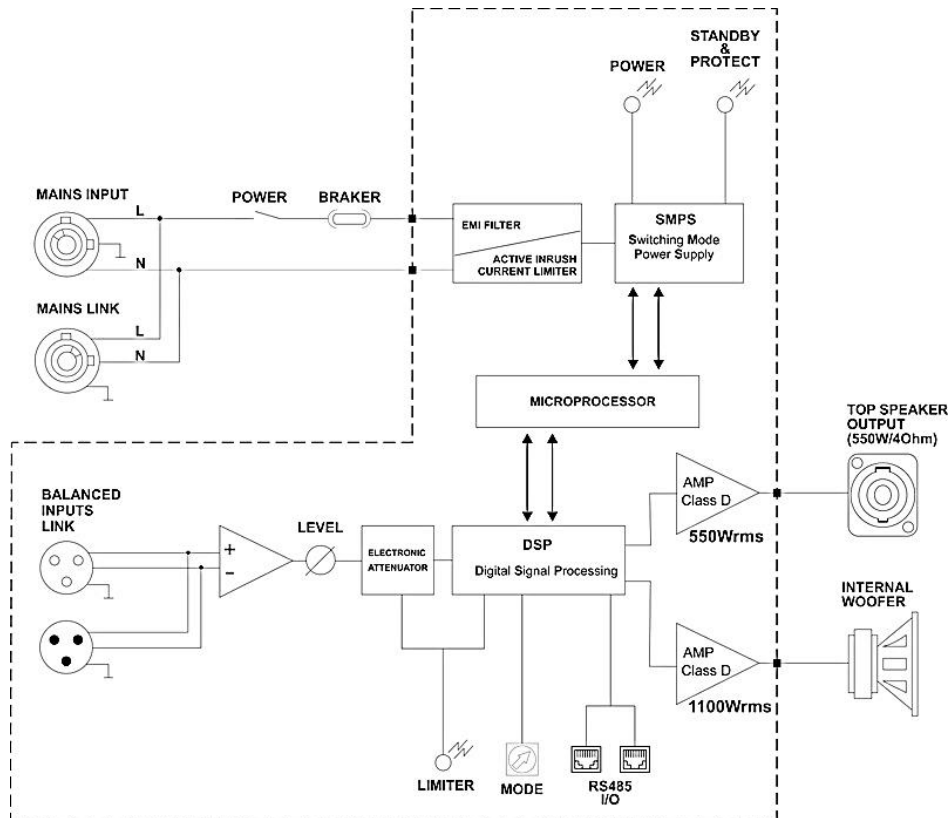 STANDBY
&
PROTECT
POWER
MAINS INPUT
L
POWER
BRAKER
N
EMI FILTER
ACTIVE INRUSH
CURRENT LIMITER
SMPS
Switching Mode
Power Supply
MAINS LINK
L
N
MICROPROCESSOR
TOP SPEAKER
OUTPUT
(550W/4Ohm)
BALANCED
INPUTS
LINK
LEVEL
+
−
ELECTRONIC
ATTENUATOR
DSP
Digital Signal Processing
AMP
Class D
550Wrms
INTERNAL
WOOFER
AMP
Class D
1100Wrms
LIMITER
MODE
RS485
I/O